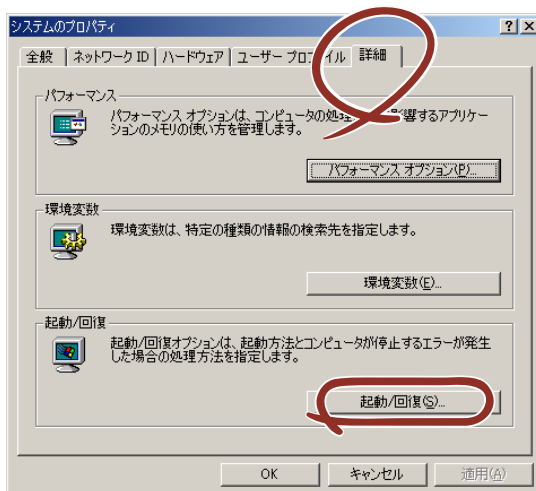 システムのプロパティ
全般 ネットワーク ID ハードウェア ユーザー プロファイル 詳細
パフォーマンス
パフォーマンス オプションは、コンピュータの処理 影響するアプリケー
ションのメモリの使い方を管理します。
パフォーマンス オプション(P)...
環境変数
環境変数は、特定の種類の情報の検索先を指定します。
環境変数(E)...
起動/回復
起動/回復オプションは、起動方法とコンピュータが停止するエラーが発生
した場合の処理方法を指定します。
起動/回復(S)...
OK キャンセル 適用(A)